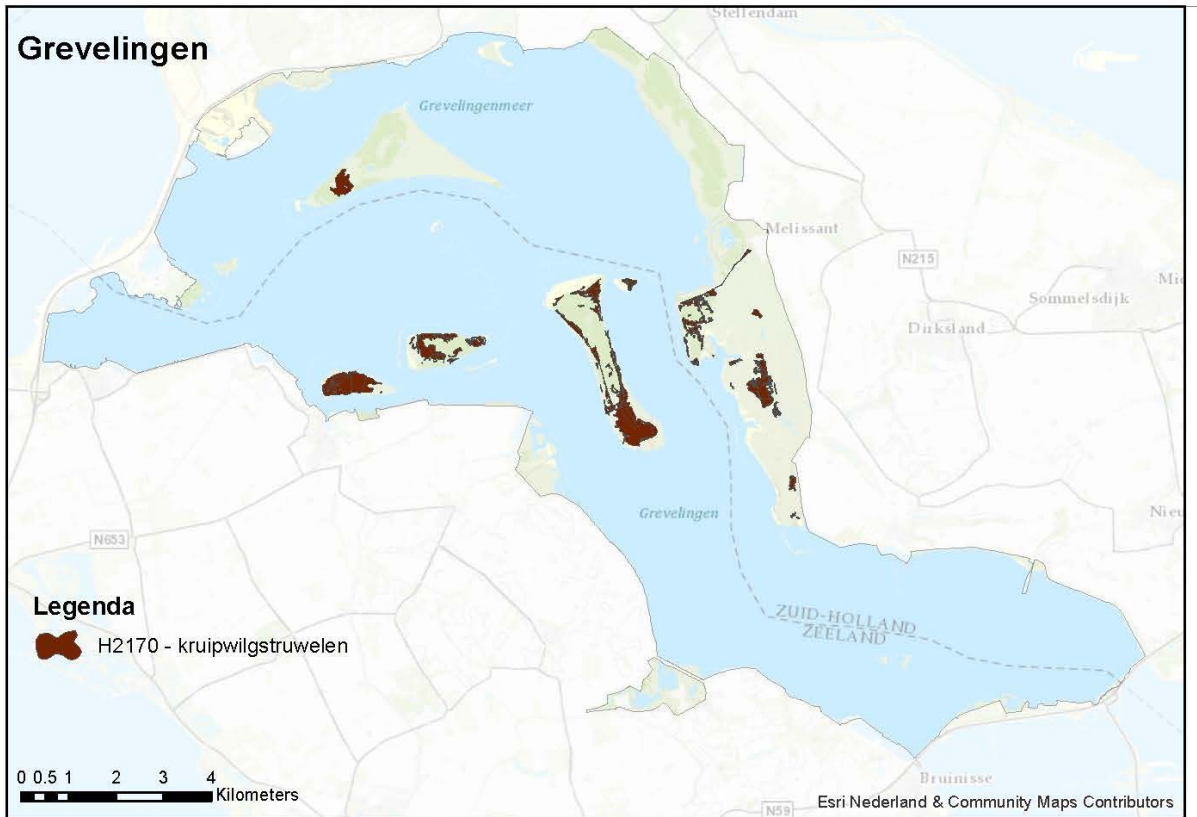 Grevelingen
Stellendam
Grevelingenmeer
Melissant
N215
Sommelsdijk
Dirksland
Grevelingen
N653
ZUID-HOLLAND
ZEELAND
Legenda
H2170 - kruipwilgstruwelen
0 0.5 1 2 3 4
Kilometers
Bruinisse
N59
Esri Nederland & Community Maps Contributors